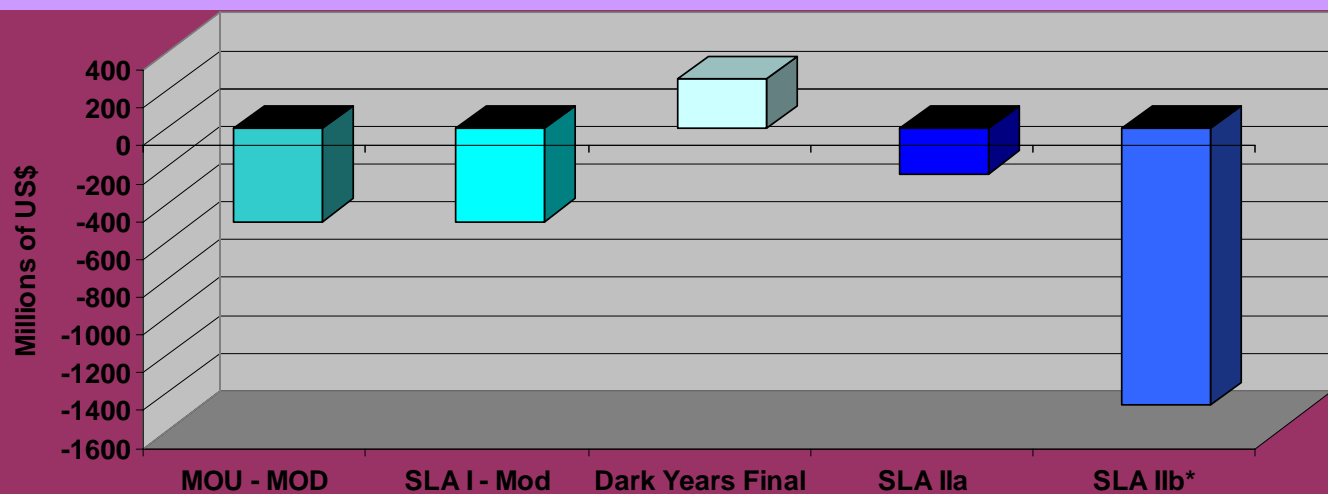 Millions of US$
400
200
0
-200
-400
-600
-800
-1000
-1200
-1400
-1600
MOU - MOD
SLA I - Mod
Dark Years Final
SLA IIa
SLA IIb*